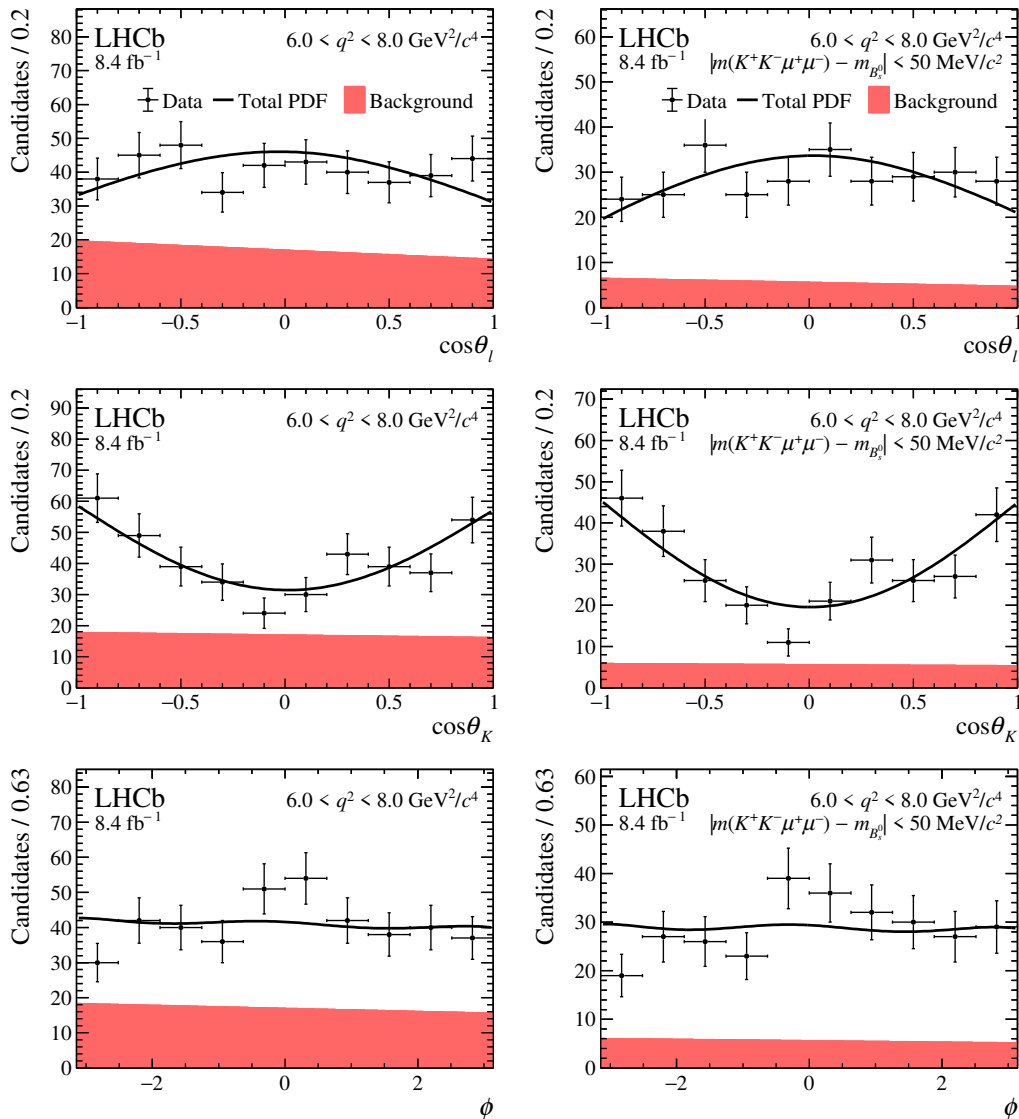 Candidates / 0.2
LHCb
8.4 fb⁻¹
6.0 < q² < 8.0 GeV²/c⁴
Data
Total PDF
Background
80
70
60
50
40
30
20
10
0
−1 −0.5 0 0.5 1
cosθ_l
Candidates / 0.2
LHCb
8.4 fb⁻¹
6.0 < q² < 8.0 GeV²/c⁴
|m(K⁺K⁻μ⁺μ⁻) − m_{B_s⁰}| < 50 MeV/c²
Data
Total PDF
Background
60
50
40
30
20
10
0
−1 −0.5 0 0.5 1
cosθ_l
Candidates / 0.2
LHCb
8.4 fb⁻¹
6.0 < q² < 8.0 GeV²/c⁴
90
80
70
60
50
40
30
20
10
0
−1 −0.5 0 0.5 1
cosθ_K
Candidates / 0.2
LHCb
8.4 fb⁻¹
6.0 < q² < 8.0 GeV²/c⁴
|m(K⁺K⁻μ⁺μ⁻) − m_{B_s⁰}| < 50 MeV/c²
70
60
50
40
30
20
10
0
−1 −0.5 0 0.5 1
cosθ_K
Candidates / 0.63
LHCb
8.4 fb⁻¹
6.0 < q² < 8.0 GeV²/c⁴
80
70
60
50
40
30
20
10
0
−2 0 2
ϕ
Candidates / 0.63
LHCb
8.4 fb⁻¹
6.0 < q² < 8.0 GeV²/c⁴
|m(K⁺K⁻μ⁺μ⁻) − m_{B_s⁰}| < 50 MeV/c²
60
50
40
30
20
10
0
−2 0 2
ϕ